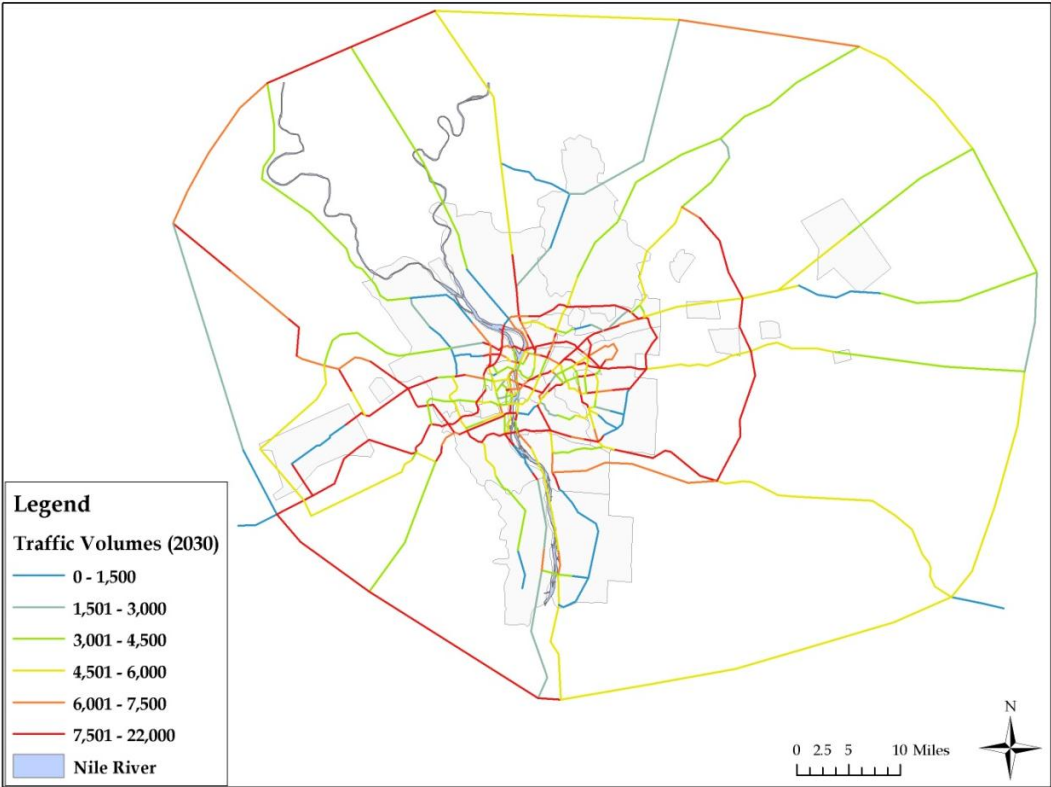 Legend
Traffic Volumes (2030)
0 - 1,500
1,501 - 3,000
3,001 - 4,500
4,501 - 6,000
6,001 - 7,500
7,501 - 22,000
Nile River
N
0 2.5 5 10 Miles